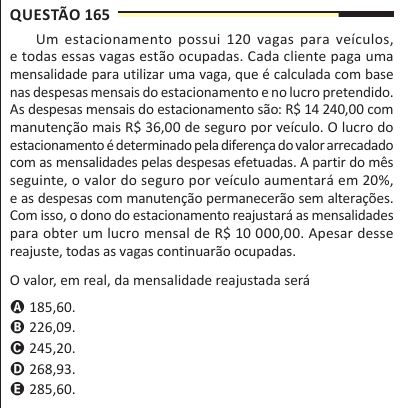 QUESTÃO 165
Um estacionamento possui 120 vagas para veículos,
e todas essas vagas estão ocupadas. Cada cliente paga uma
mensalidade para utilizar uma vaga, que é calculada com base
nas despesas mensais do estacionamento e no lucro pretendido.
As despesas mensais do estacionamento são: R$ 14 240,00 com
manutenção mais R$ 36,00 de seguro por veículo. O lucro do
estacionamento é determinado pela diferença do valor arrecadado
com as mensalidades pelas despesas efetuadas. A partir do mês
seguinte, o valor do seguro por veículo aumentará em 20%,
e as despesas com manutenção permanecerão sem alterações.
Com isso, o dono do estacionamento reajustará as mensalidades
para obter um lucro mensal de R$ 10 000,00. Apesar desse
reajuste, todas as vagas continuarão ocupadas.
O valor, em real, da mensalidade reajustada será
A 185,60.
B 226,09.
C 245,20.
D 268,93.
E 285,60.